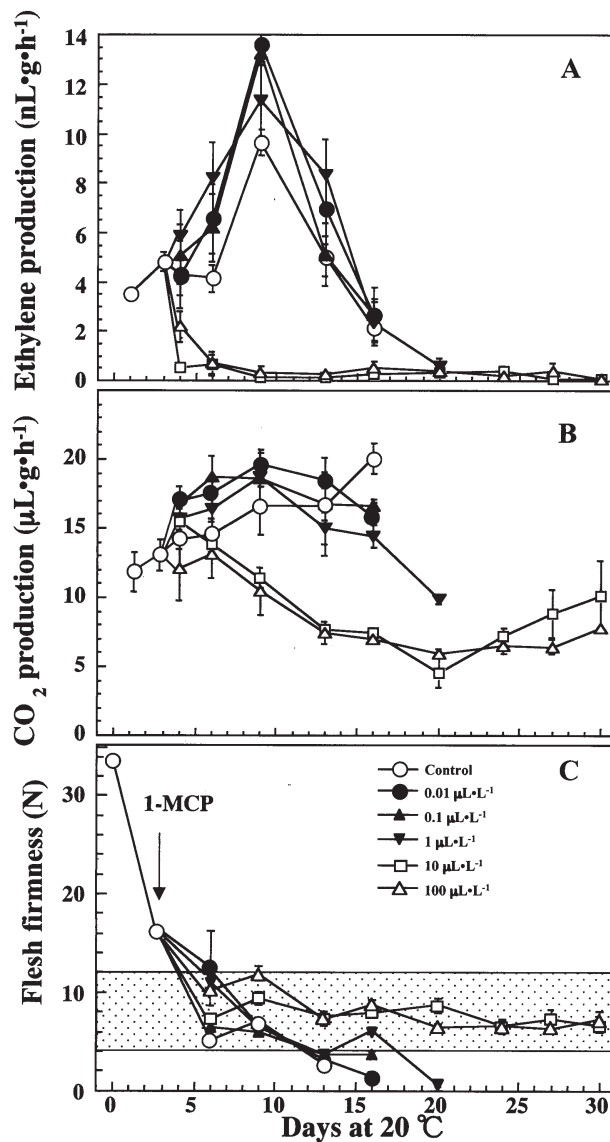 A
Ethylene production (nL•g•h⁻¹)
14
12
10
8
6
4
2
0
B
CO₂ production (µL•g•h⁻¹)
20
15
10
5
0
C
Flesh firmness (N)
30
20
10
0
1-MCP
Control
0.01 µL•L⁻¹
0.1 µL•L⁻¹
1 µL•L⁻¹
10 µL•L⁻¹
100 µL•L⁻¹
0 5 10 15 20 25 30
Days at 20 ℃